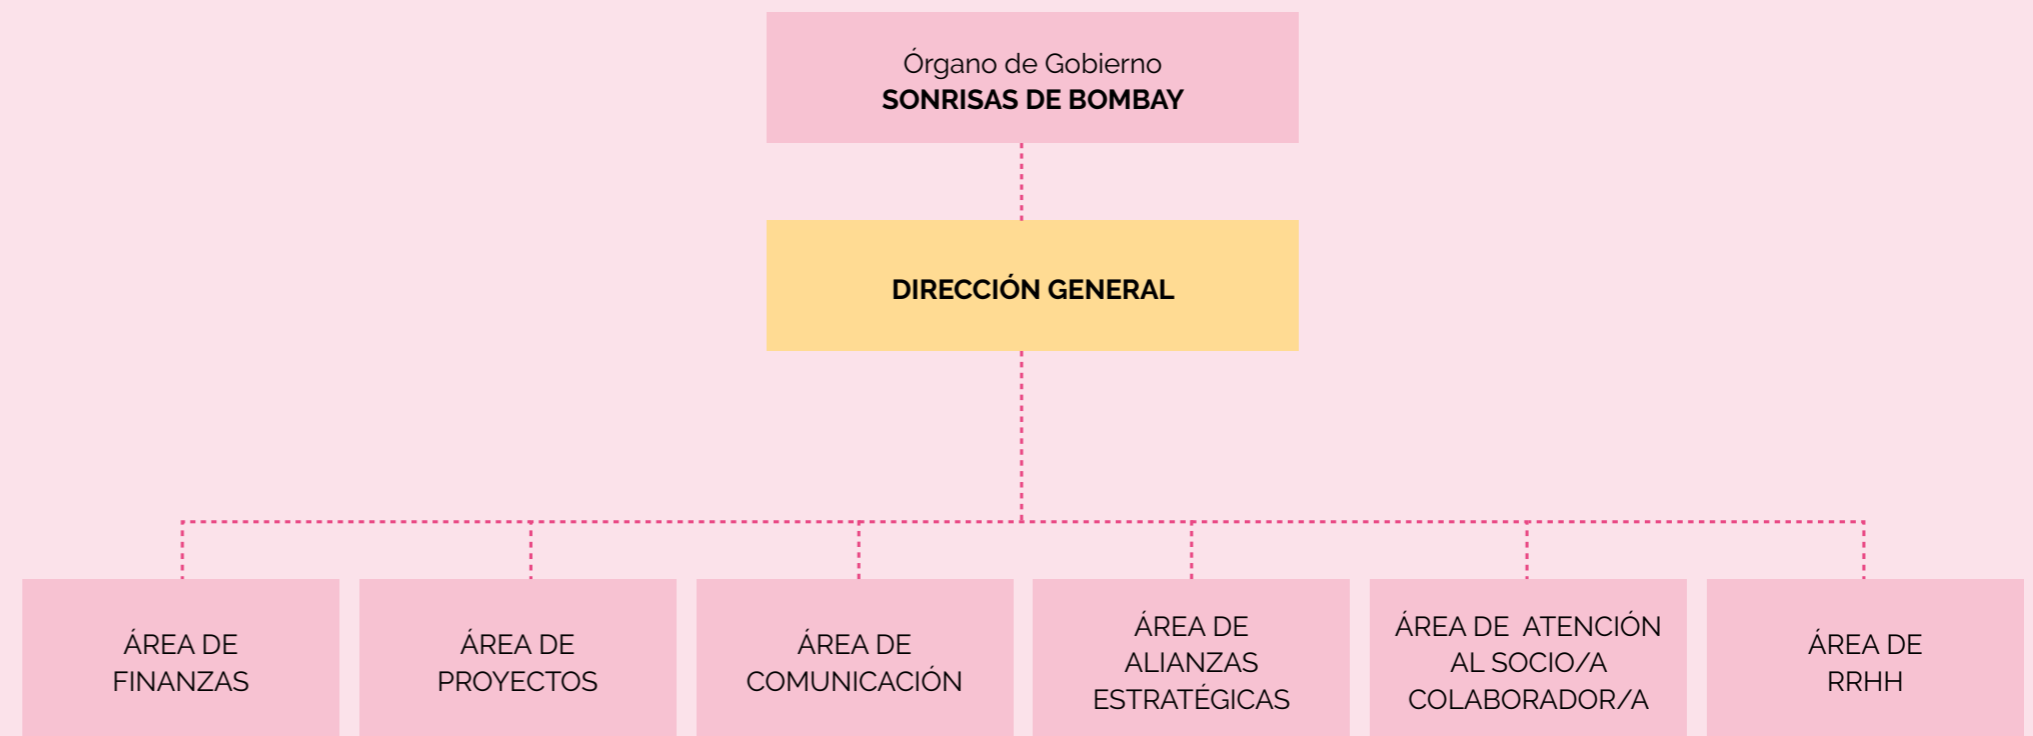 Órgano de Gobierno
SONRISAS DE BOMBAY
DIRECCIÓN GENERAL
ÁREA DE
FINANZAS
ÁREA DE
PROYECTOS
ÁREA DE
COMUNICACIÓN
ÁREA DE
ALIANZAS
ESTRATÉGICAS
ÁREA DE ATENCIÓN
AL SOCIO/A
COLABORADOR/A
ÁREA DE
RRHH